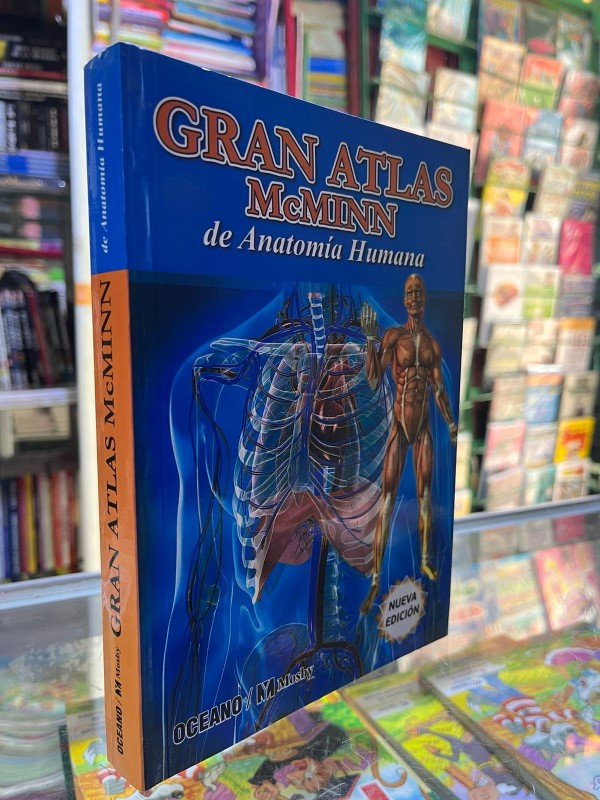 GRAN ATLAS
McMINN
de Anatomía Humana
NUEVA
EDICIÓN
OCEANO / M Mosby
de Anatomía Humana
GRAN ATLAS McMINN
OCEANO / M Mosby